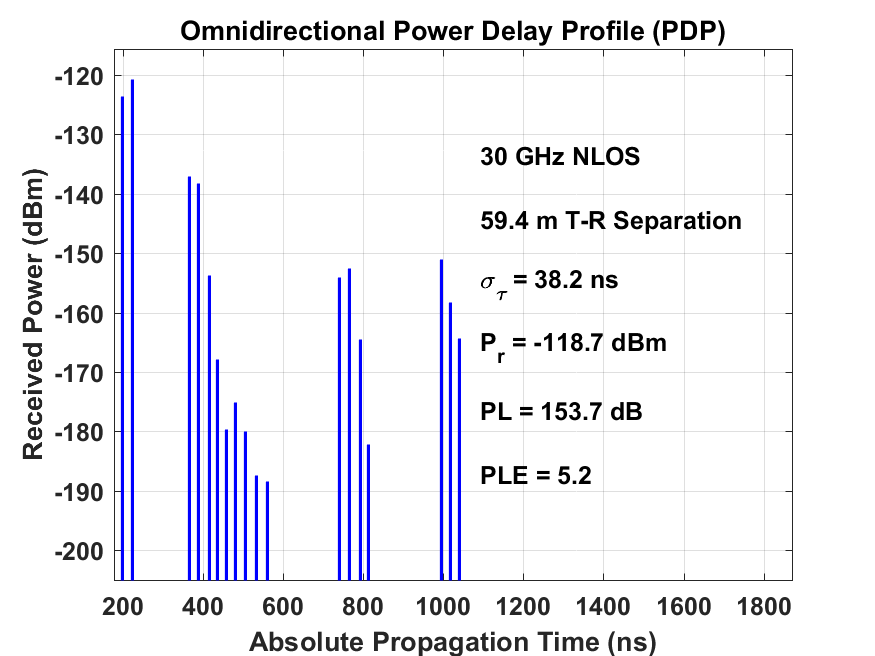 Omnidirectional Power Delay Profile (PDP)
Received Power (dBm)
-120
-130
-140
-150
-160
-170
-180
-190
-200
30 GHz NLOS
59.4 m T-R Separation
σ_τ = 38.2 ns
P_r = -118.7 dBm
PL = 153.7 dB
PLE = 5.2
200 400 600 800 1000 1200 1400 1600 1800
Absolute Propagation Time (ns)